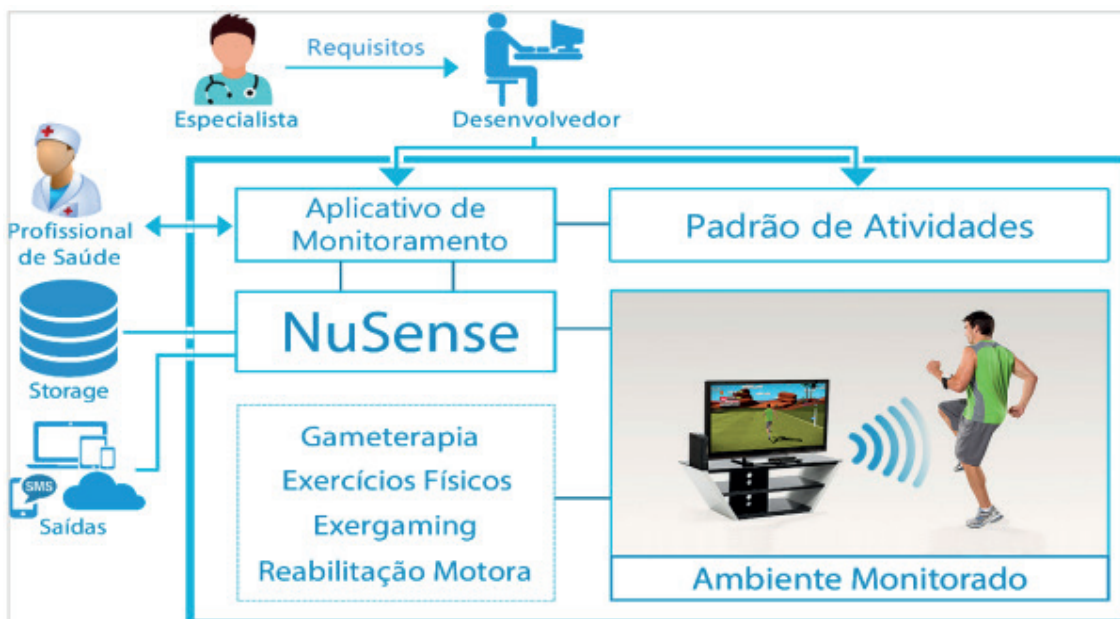 Requisitos
Especialista
Desenvolvedor
Profissional
de Saúde
Aplicativo de
Monitoramento
Padrão de Atividades
NuSense
Storage
SMS
Saídas
Gameterapia
Exercícios Físicos
Exergaming
Reabilitação Motora
Ambiente Monitorado